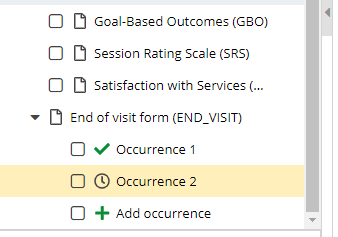 Goal-Based Outcomes (GBO)
Session Rating Scale (SRS)
Satisfaction with Services (...
End of visit form (END_VISIT)
Occurrence 1
Occurrence 2
Add occurrence